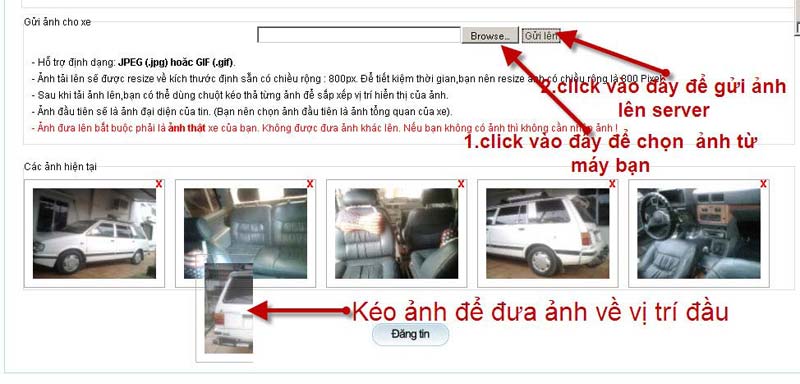 Gửi ảnh cho xe
Browse... Gửi lên
- Hỗ trợ định dạng: JPEG (.jpg) hoặc GIF (.gif).
- Ảnh tải lên sẽ được resize về kích thước định sẵn có chiều rộng : 800px. Để tiết kiệm thời gian,bạn nên resize ảnh có chiều rộng là 800 Pixel.
- Sau khi tải ảnh lên,bạn có thể dùng chuột kéo thả từng ảnh để sắp xếp vị trí hiển thị của ảnh.
- Ảnh đầu tiên sẽ là ảnh đại diện của tin. (Bạn nên chọn ảnh đầu tiên là ảnh tổng quan của xe).
- Ảnh đưa lên bắt buộc phải là ảnh thật xe của bạn. Không được đưa ảnh khác lên. Nếu bạn không có ảnh thì không cần nhập ảnh !
2.click vào đây để gửi ảnh
lên server
1.click vào đây để chọn ảnh từ
máy bạn
Các ảnh hiện tại
X X X X X
Kéo ảnh để đưa ảnh về vị trí đầu
Đăng tin